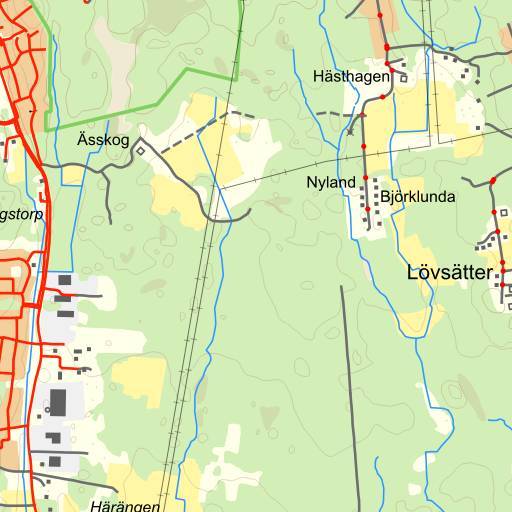 Hästhagen
Ässkog
Nyland
Björklunda
gstorp
Lövsätter
Härängen